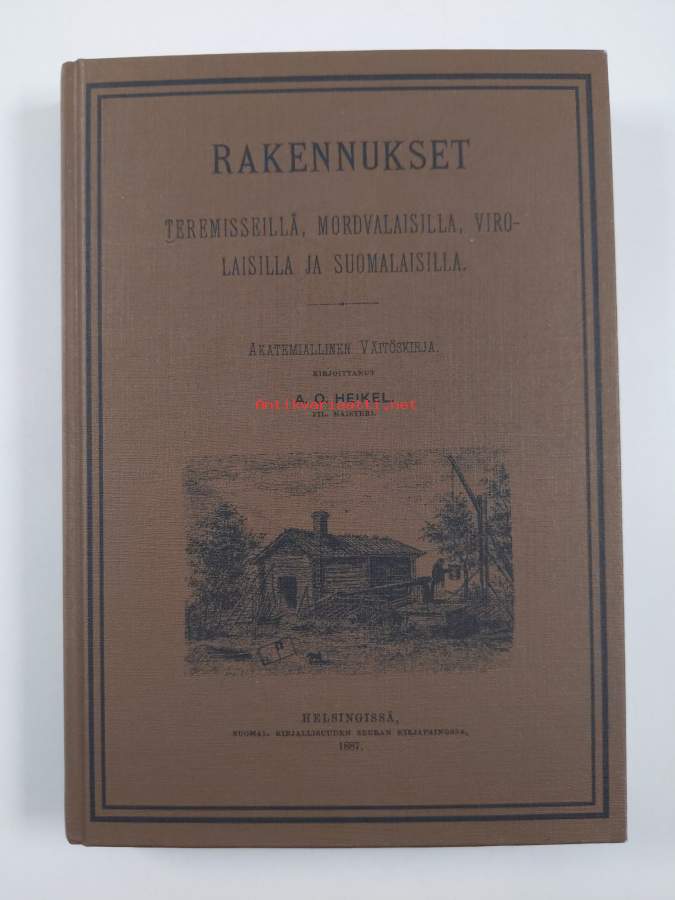 RAKENNUKSET
TEREMISSEILLÄ, MORDVALAISILLA, VIRO-
LAISILLA JA SUOMALAISILLA.
AKATEMIALLINEN VÄITÖSKIRJA.
KIRJOITTANUT
A. O. HEIKEL.
antikvariaatti.net
FIL. MAISTERI.
HELSINGISSÄ,
SUOMAL. KIRJALLISUUDEN SEURAN KIRJAPAINOSSA,
1887.